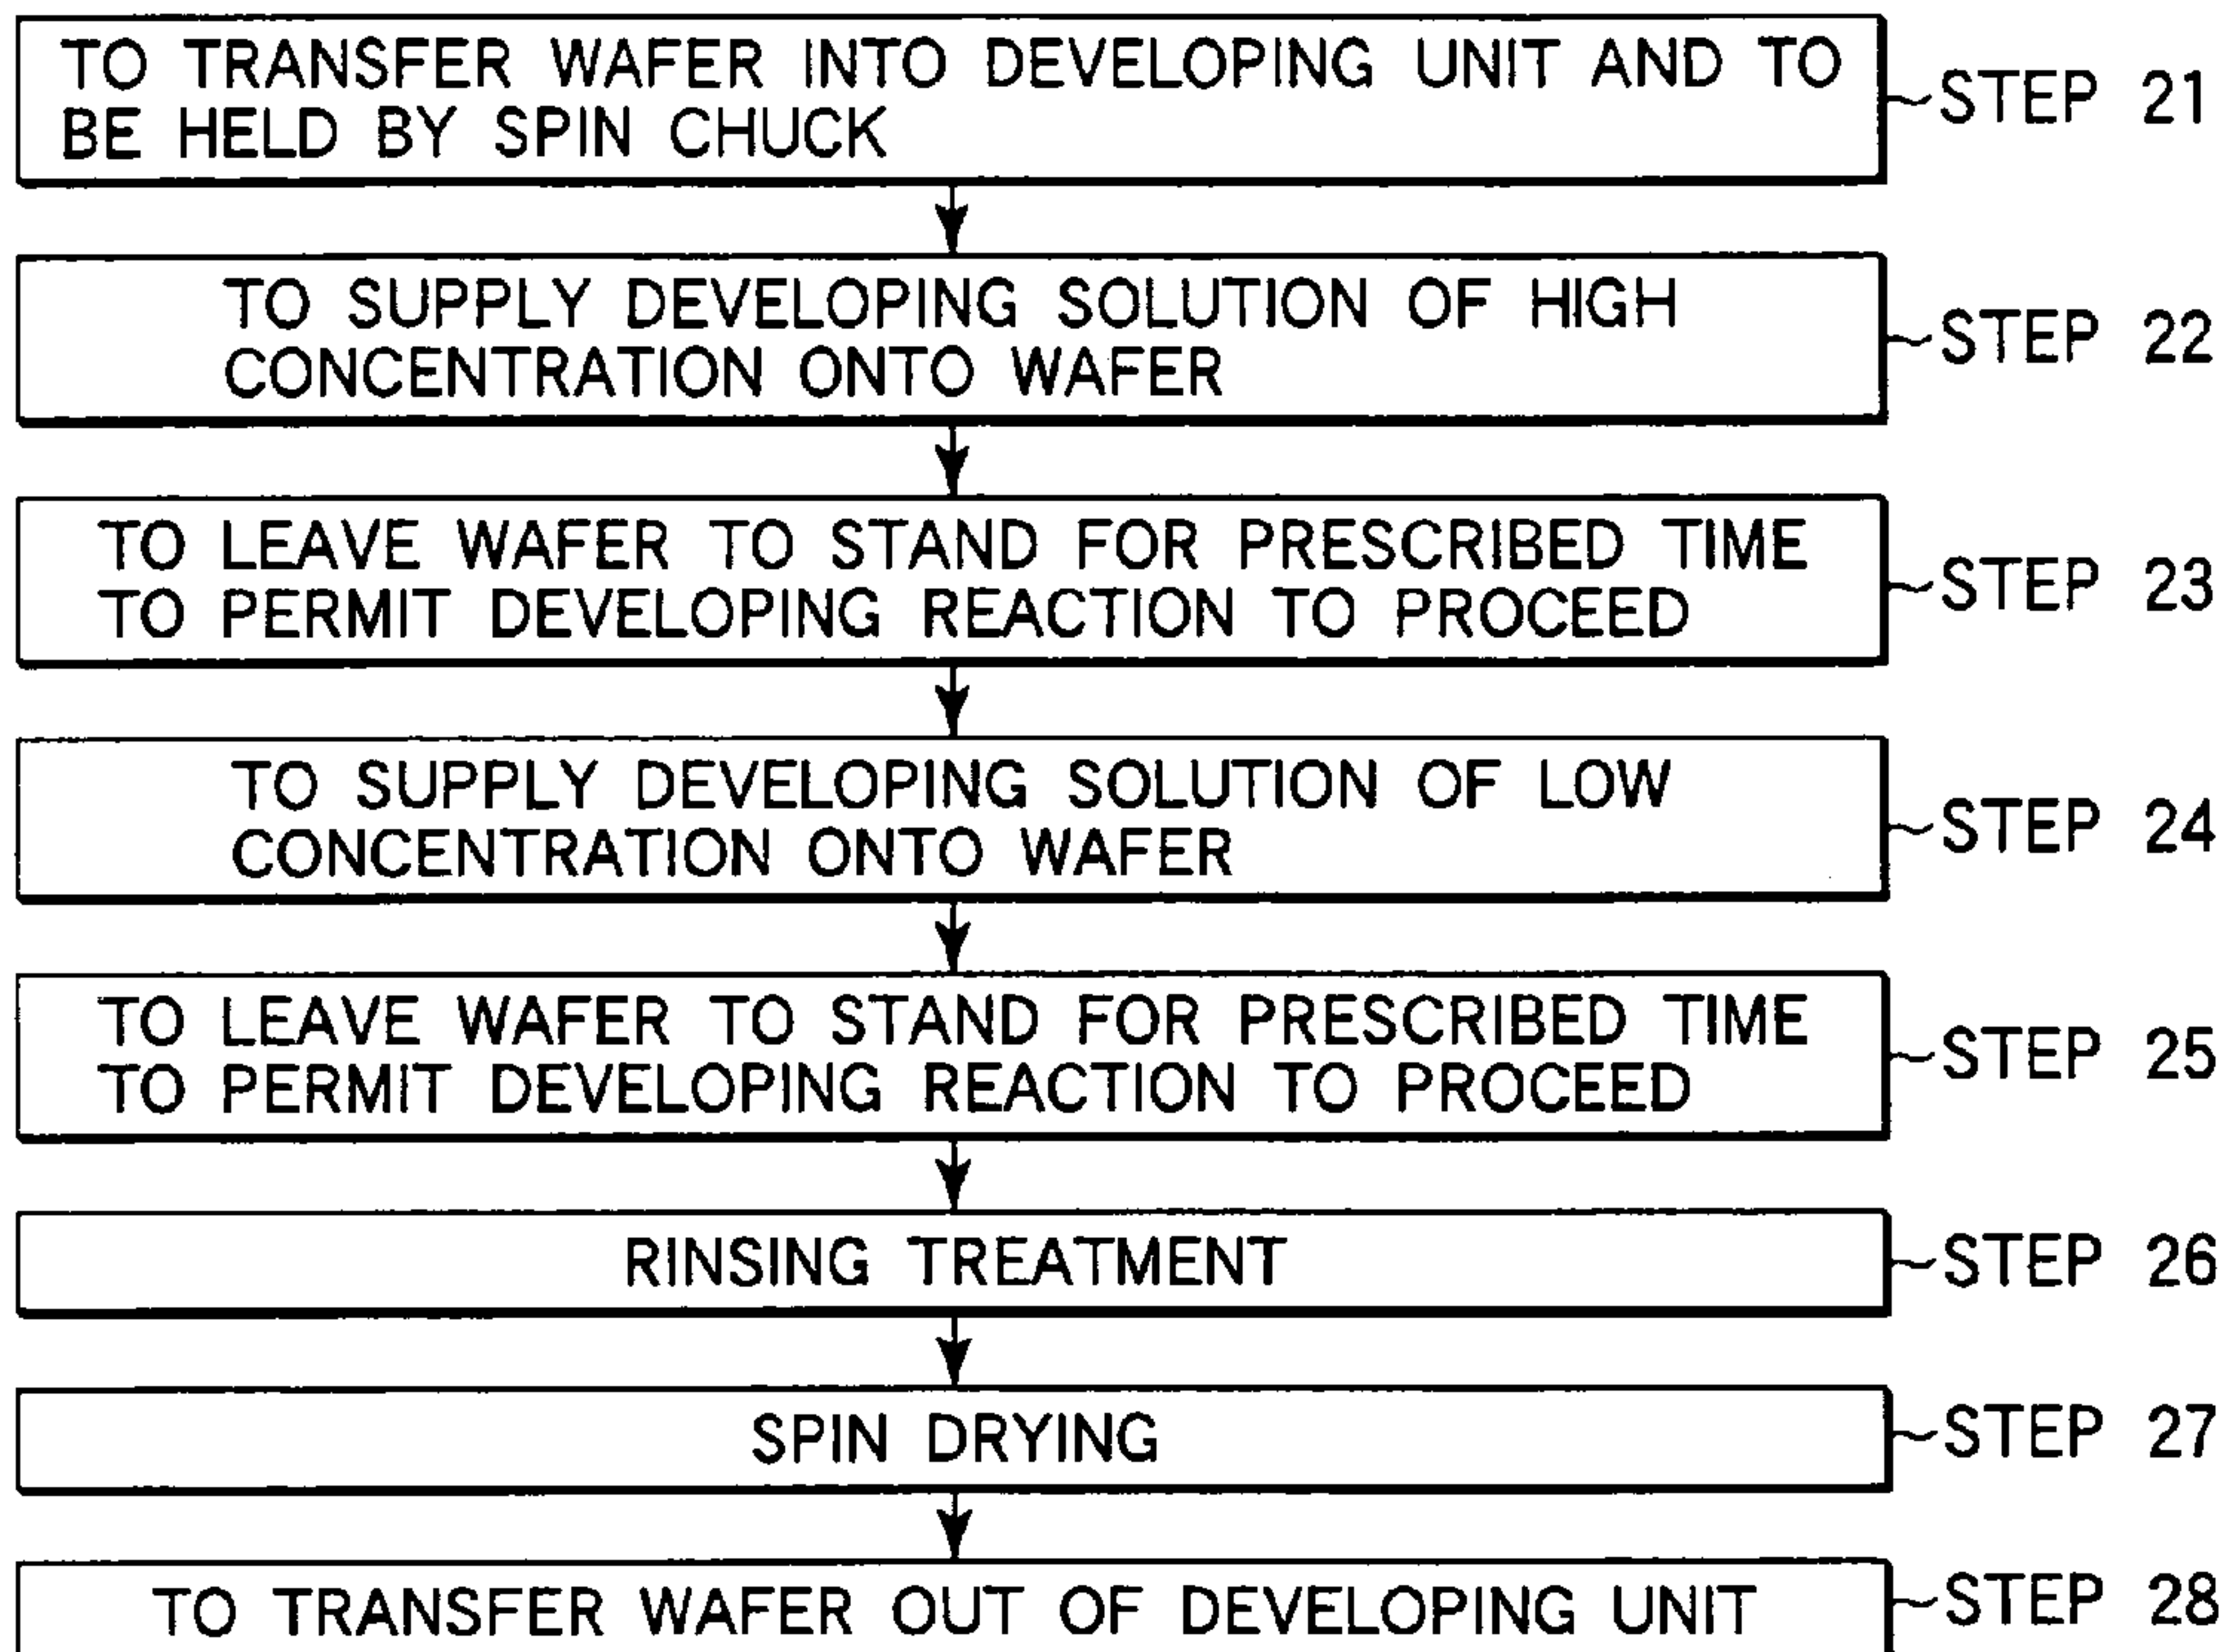 TO TRANSFER WAFER INTO DEVELOPING UNIT AND TO
BE HELD BY SPIN CHUCK
STEP 21
TO SUPPLY DEVELOPING SOLUTION OF HIGH
CONCENTRATION ONTO WAFER
STEP 22
TO LEAVE WAFER TO STAND FOR PRESCRIBED TIME
TO PERMIT DEVELOPING REACTION TO PROCEED
STEP 23
TO SUPPLY DEVELOPING SOLUTION OF LOW
CONCENTRATION ONTO WAFER
STEP 24
TO LEAVE WAFER TO STAND FOR PRESCRIBED TIME
TO PERMIT DEVELOPING REACTION TO PROCEED
STEP 25
RINSING TREATMENT
STEP 26
SPIN DRYING
STEP 27
TO TRANSFER WAFER OUT OF DEVELOPING UNIT
STEP 28